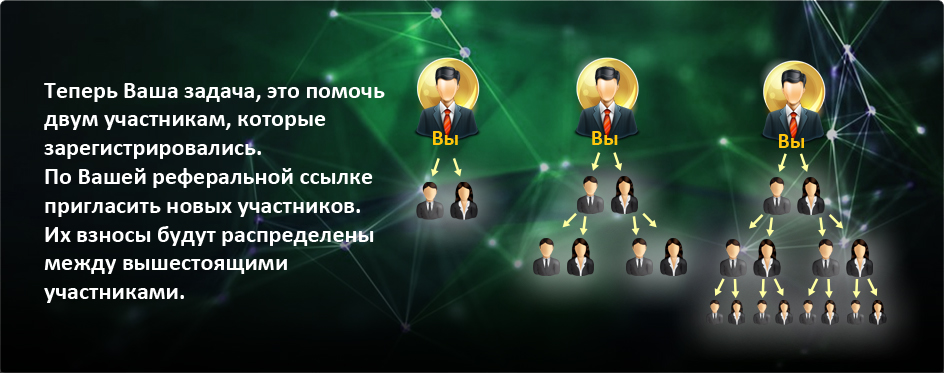 Теперь Ваша задача, это помочь
двум участникам, которые
зарегистрировались.
По Вашей реферальной ссылке
пригласить новых участников.
Их взносы будут распределены
между вышестоящими
участниками.
Вы
Вы
Вы